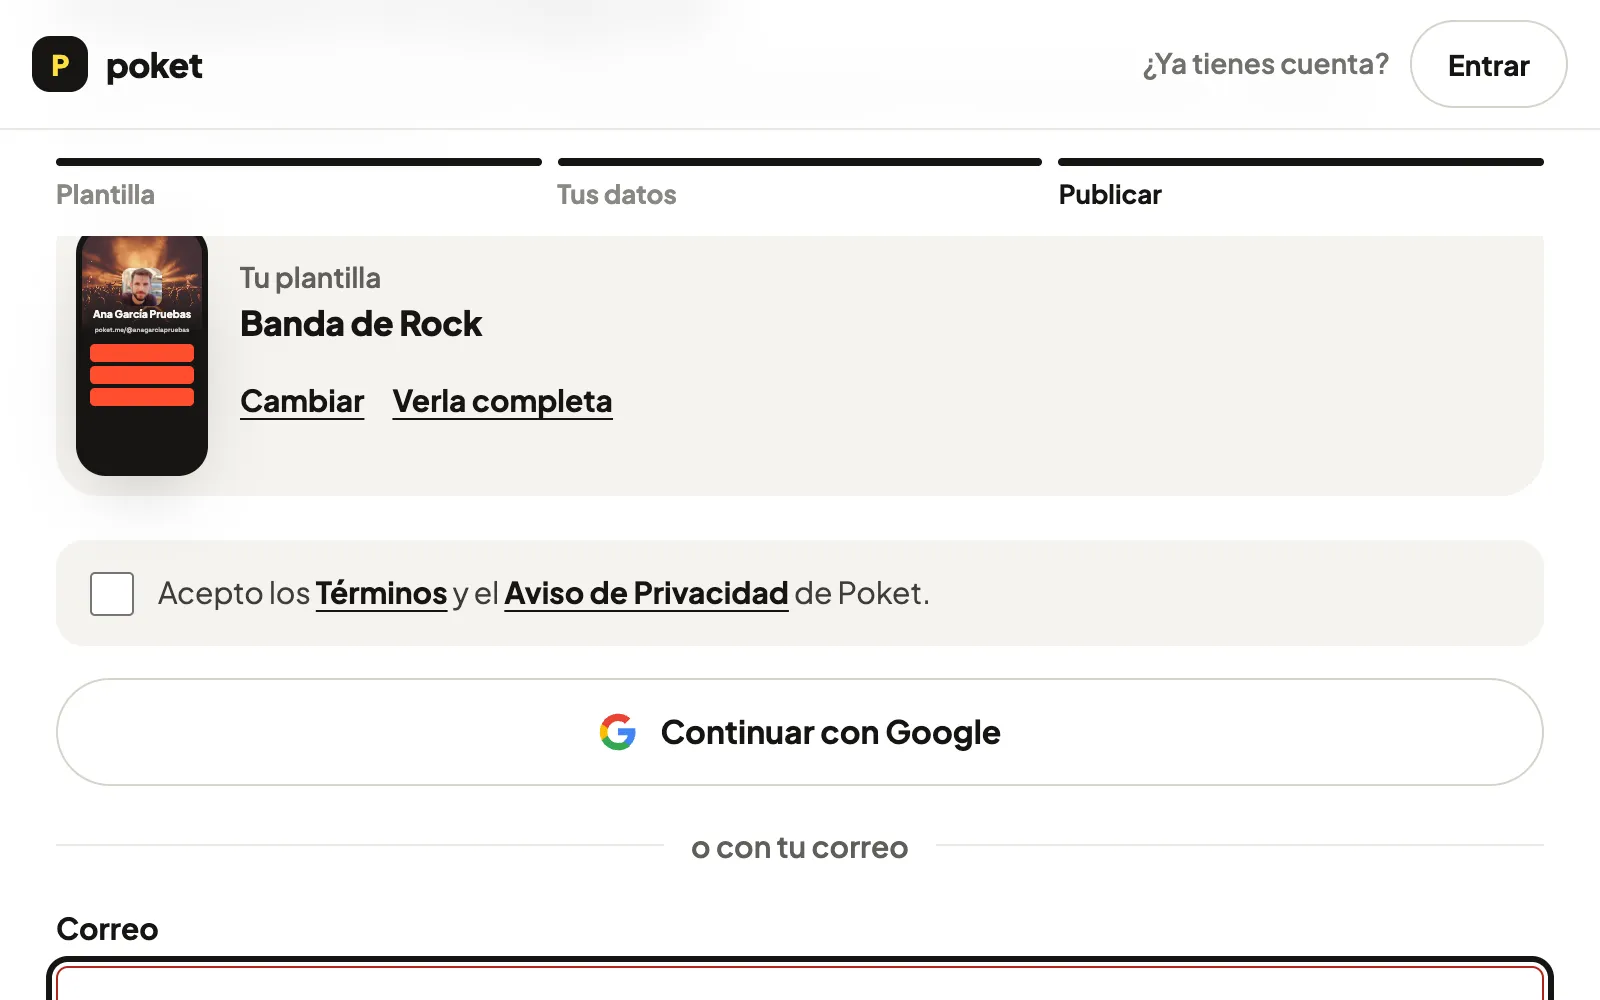 P poket
¿Ya tienes cuenta?
Entrar
Plantilla
Tus datos
Publicar
Ana García Pruebas
poket.me/@anagarciapruebas
Tu plantilla
Banda de Rock
Cambiar
Verla completa
Acepto los Términos y el Aviso de Privacidad de Poket.
Continuar con Google
o con tu correo
Correo